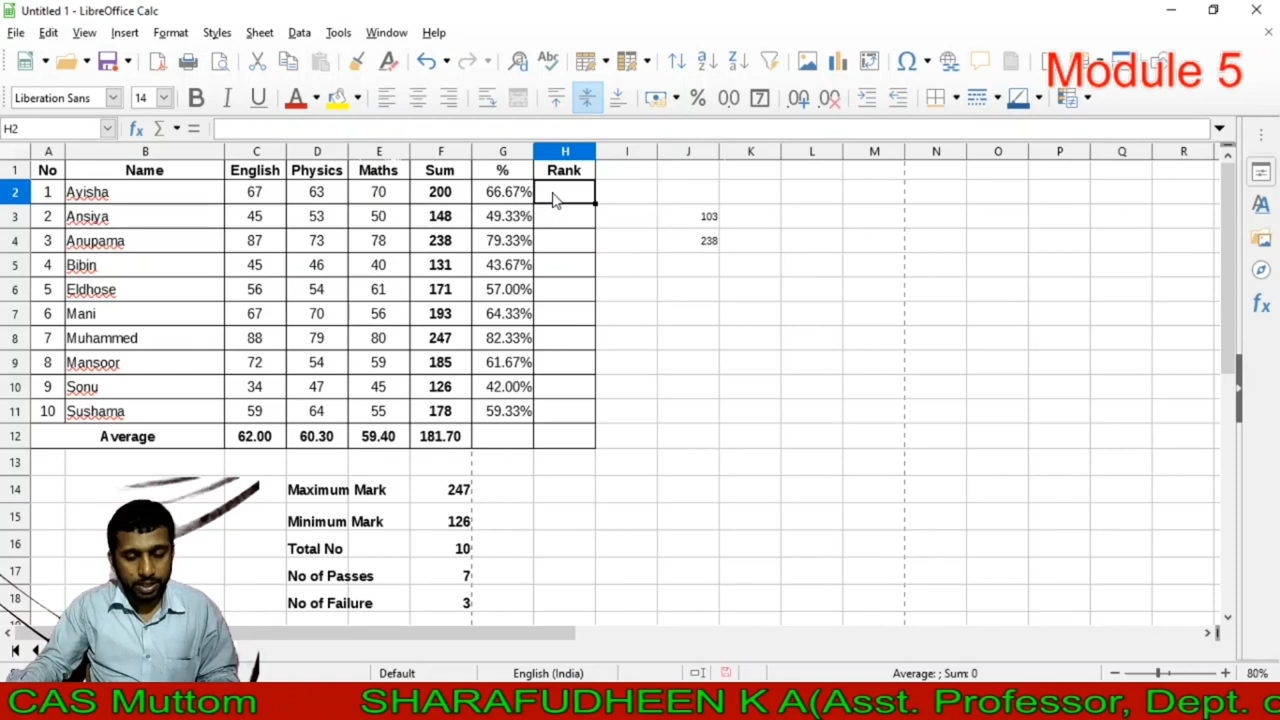 Untitled 1 - LibreOffice Calc
File Edit View Insert Format Styles Sheet Data Tools Window Help
Module 5
Liberation Sans 14
H2
A B C D E F G H I J K L M N O P Q R
1 No Name English Physics Maths Sum % Rank
2 1 Ayisha 67 63 70 200 66.67%
3 2 Ansiya 45 53 50 148 49.33% 103
4 3 Anupama 87 73 78 238 79.33% 238
5 4 Bibin 45 46 40 131 43.67%
6 5 Eldhose 56 54 61 171 57.00%
7 6 Mani 67 70 56 193 64.33%
8 7 Muhammed 88 79 80 247 82.33%
9 8 Mansoor 72 54 59 185 61.67%
10 9 Sonu 34 47 45 126 42.00%
11 10 Sushama 59 64 55 178 59.33%
12 Average 62.00 60.30 59.40 181.70
13
14 Maximum Mark 247
15 Minimum Mark 126
16 Total No 10
17 No of Passes 7
18 No of Failure 3
Default English (India) Average: ; Sum: 0 80%
CAS Muttom SHARAFUDHEEN K A(Asst. Professor, Dept. o